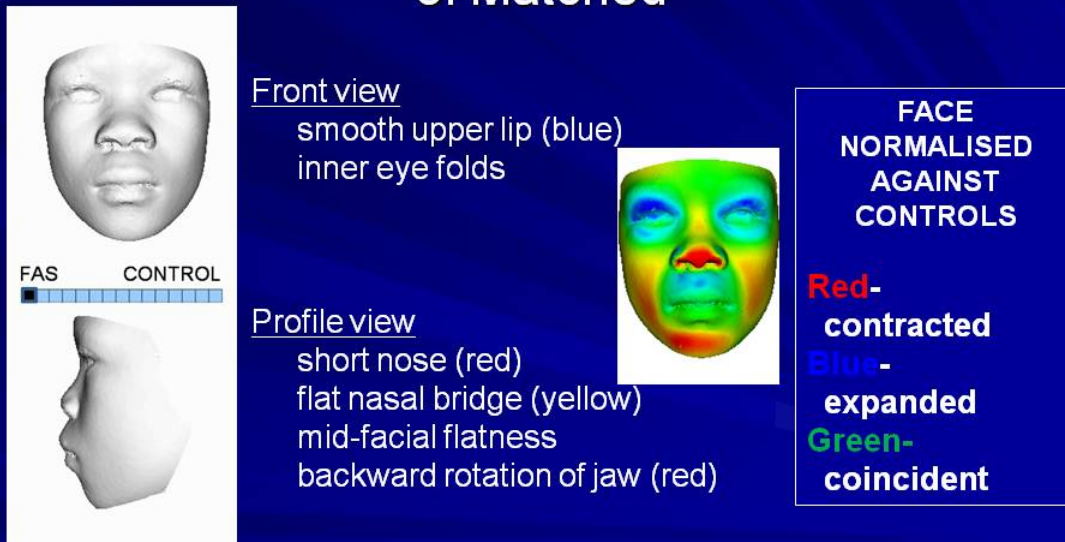 of Matched
Front view
smooth upper lip (blue)
inner eye folds
FAS CONTROL
Profile view
short nose (red)
flat nasal bridge (yellow)
mid-facial flatness
backward rotation of jaw (red)
FACE
NORMALISED
AGAINST
CONTROLS
Red-
contracted
Blue-
expanded
Green-
coincident